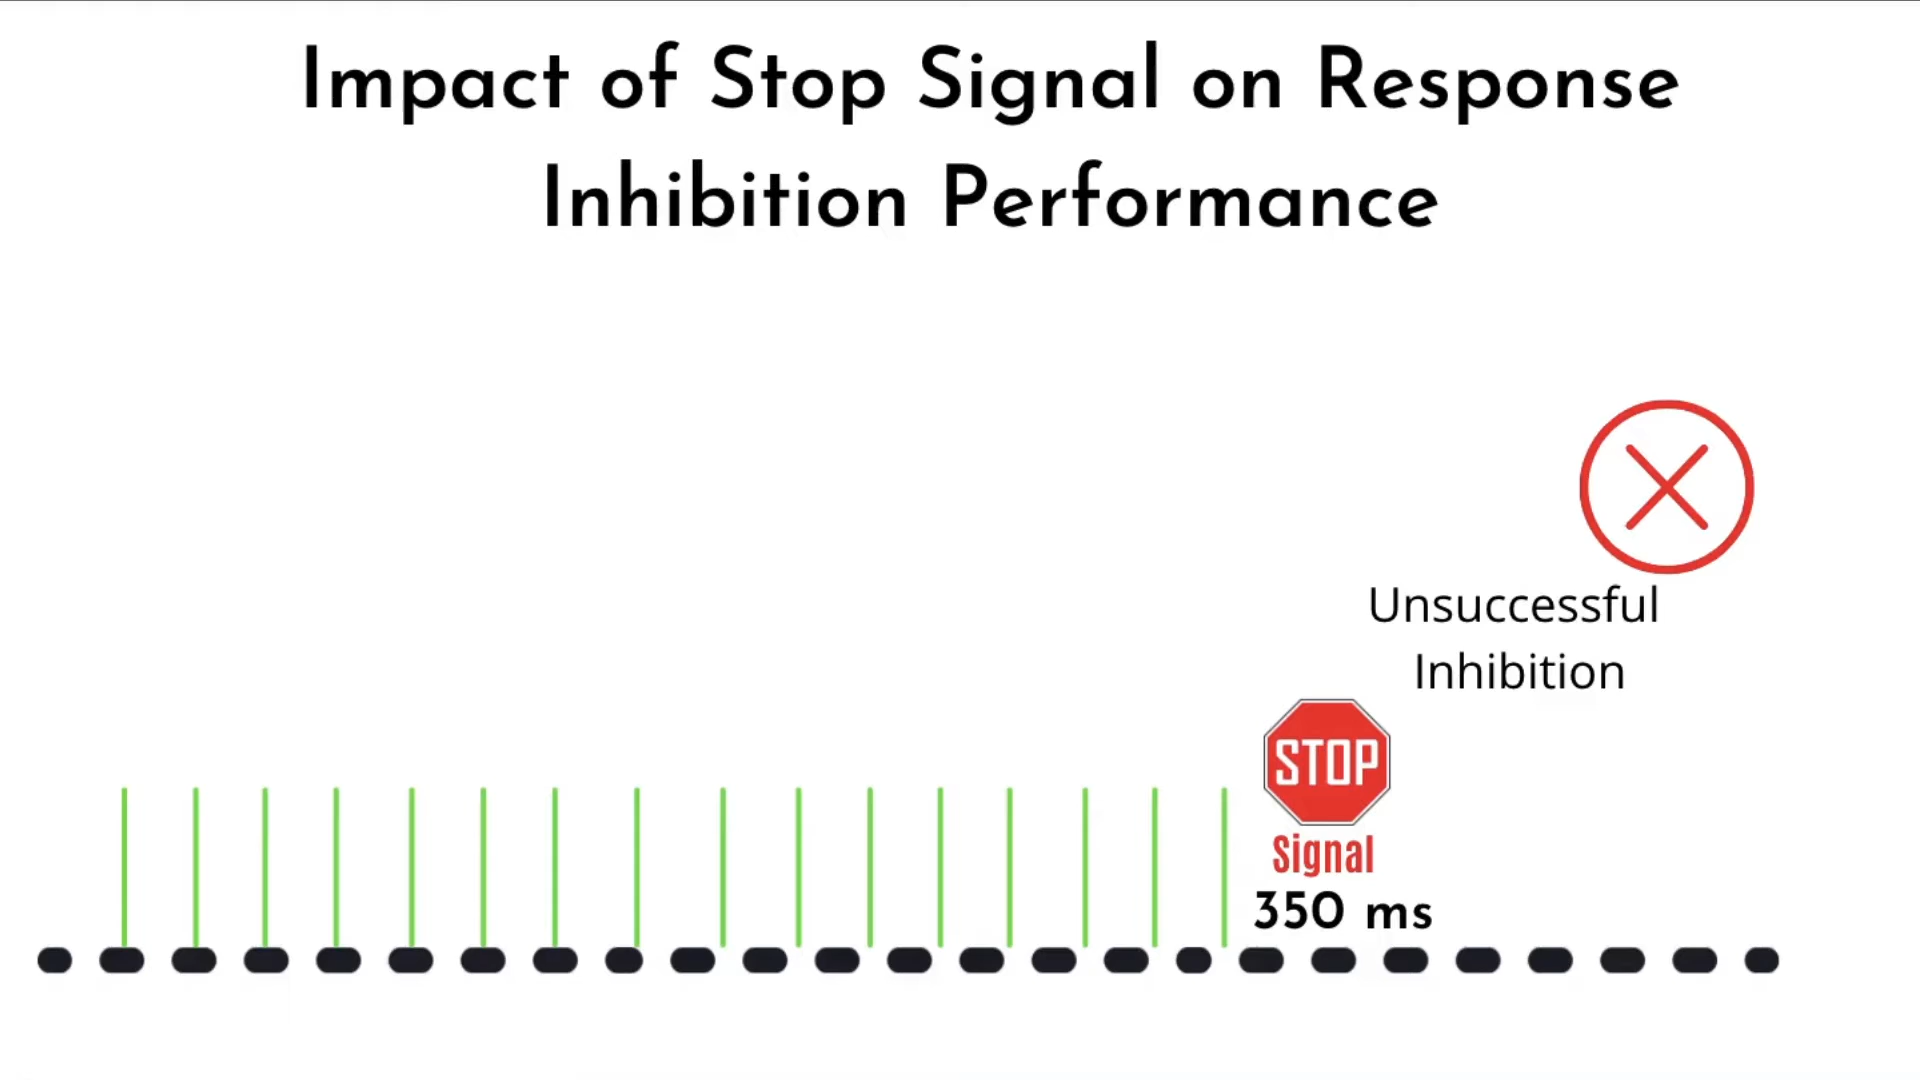 Impact of Stop Signal on Response
Inhibition Performance
Unsuccessful
Inhibition
STOP
Signal
350 ms